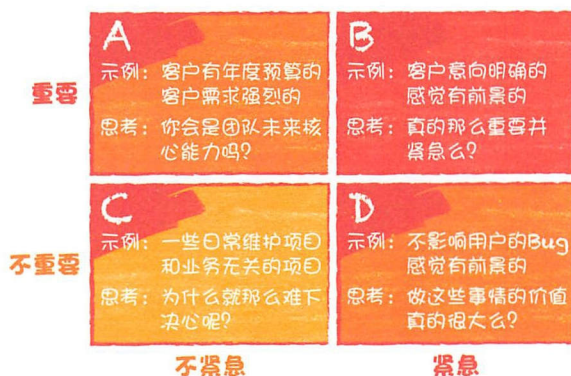 重要
A
示例：客户有年度预算的
客户需求强烈的
思考：你会是团队未来核
心能力吗？
B
示例：客户意向明确的
感觉有前景的
思考：真的那么重要并
紧急么？
不重要
C
示例：一些日常维护项目
和业务无关的项目
思考：为什么就那么难下
决心呢？
D
示例：不影响用户的Bug
感觉有前景的
思考：做这些事情的价值
真的很大么？
不紧急
紧急